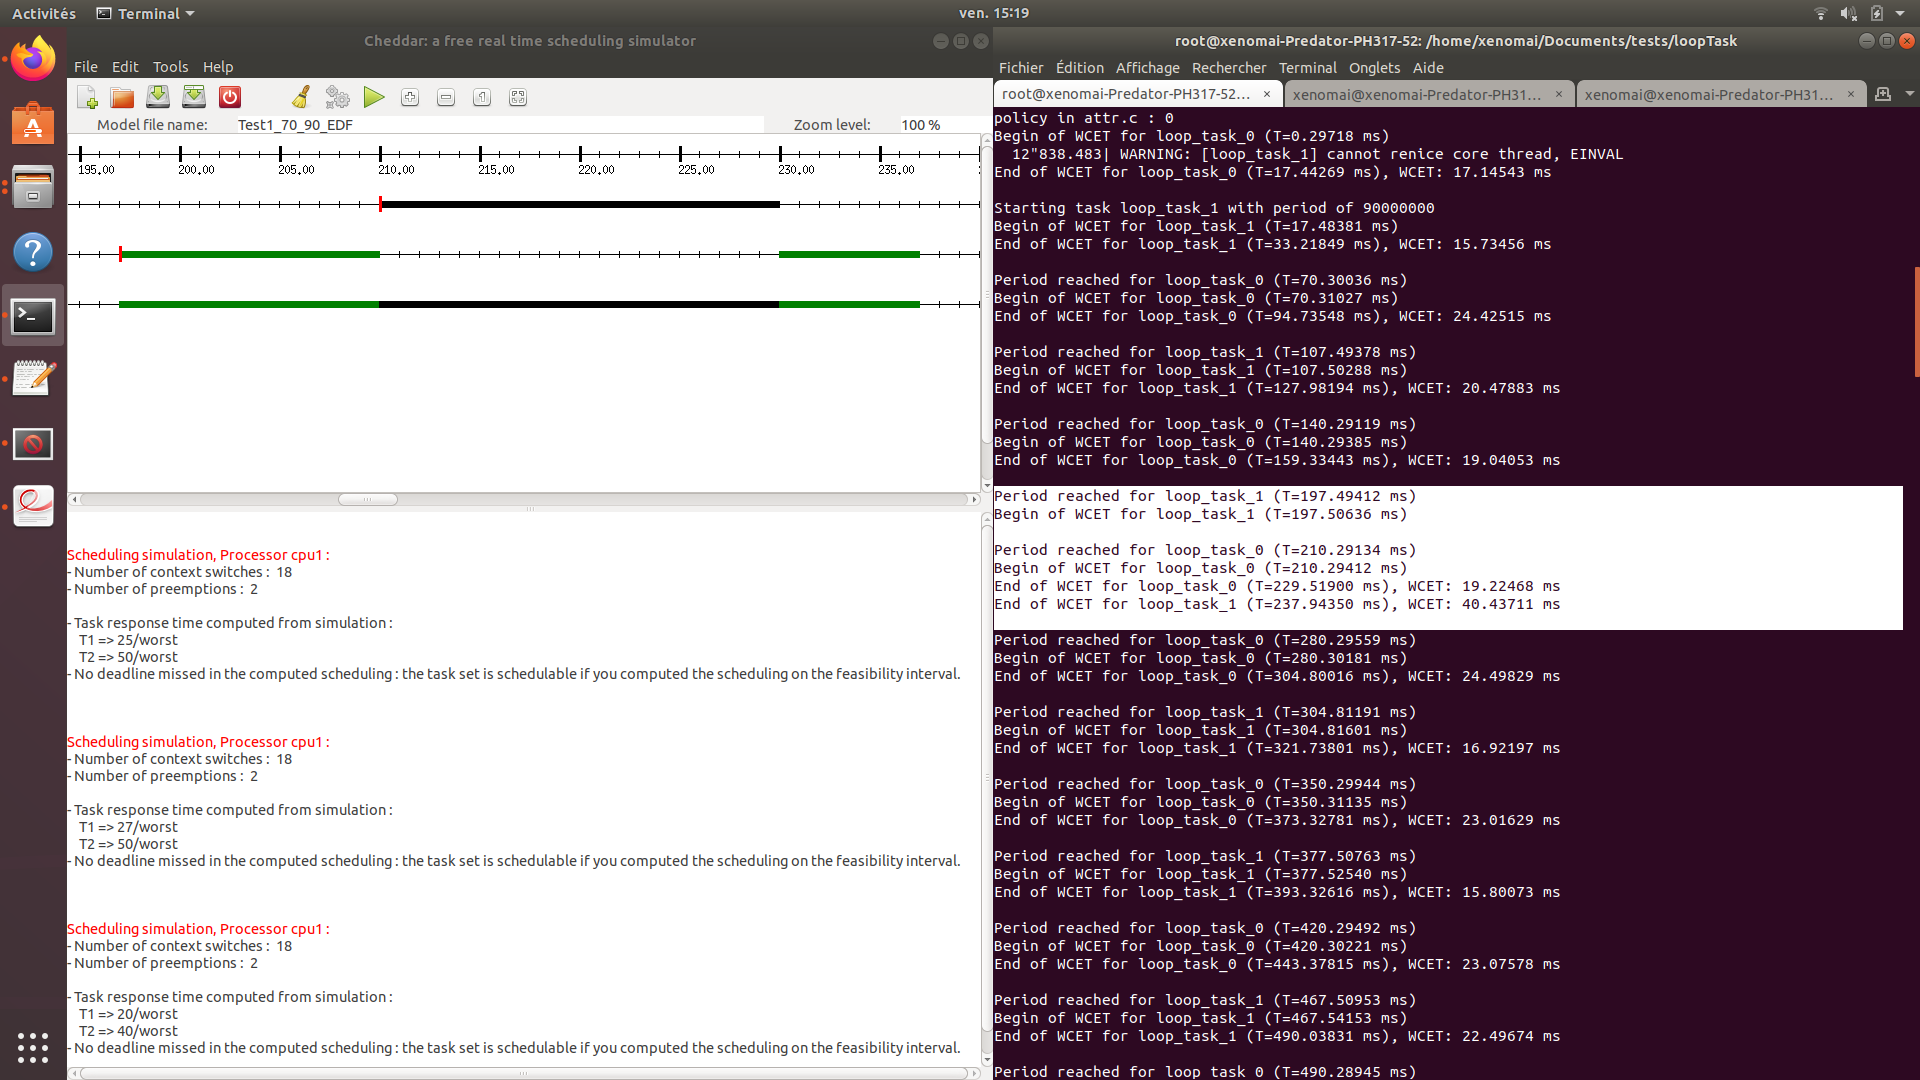 Activités
Terminal
ven. 15:19
Cheddar: a free real time scheduling simulator
File Edit Tools Help
Model file name: Test1_70_90_EDF
Zoom level: 100 %
195.00 200.00 205.00 210.00 215.00 220.00 225.00 230.00 235.00
Scheduling simulation, Processor cpu1 :
- Number of context switches : 18
- Number of preemptions : 2
- Task response time computed from simulation :
T1 => 25/worst
T2 => 50/worst
- No deadline missed in the computed scheduling : the task set is schedulable if you computed the scheduling on the feasibility interval.
Scheduling simulation, Processor cpu1 :
- Number of context switches : 18
- Number of preemptions : 2
- Task response time computed from simulation :
T1 => 27/worst
T2 => 50/worst
- No deadline missed in the computed scheduling : the task set is schedulable if you computed the scheduling on the feasibility interval.
Scheduling simulation, Processor cpu1 :
- Number of context switches : 18
- Number of preemptions : 2
- Task response time computed from simulation :
T1 => 20/worst
T2 => 40/worst
- No deadline missed in the computed scheduling : the task set is schedulable if you computed the scheduling on the feasibility interval.
root@xenomai-Predator-PH317-52: /home/xenomai/Documents/tests/loopTask
Fichier Édition Affichage Rechercher Terminal Onglets Aide
root@xenomai-Predator-PH317-52... × xenomai@xenomai-Predator-PH31... × xenomai@xenomai-Predator-PH31... ×
policy in attr.c : 0
Begin of WCET for loop_task_0 (T=0.29718 ms)
12"838.483| WARNING: [loop_task_1] cannot renice core thread, EINVAL
End of WCET for loop_task_0 (T=17.44269 ms), WCET: 17.14543 ms
Starting task loop_task_1 with period of 90000000
Begin of WCET for loop_task_1 (T=17.48381 ms)
End of WCET for loop_task_1 (T=33.21849 ms), WCET: 15.73456 ms
Period reached for loop_task_0 (T=70.30036 ms)
Begin of WCET for loop_task_0 (T=70.31027 ms)
End of WCET for loop_task_0 (T=94.73548 ms), WCET: 24.42515 ms
Period reached for loop_task_1 (T=107.49378 ms)
Begin of WCET for loop_task_1 (T=107.50288 ms)
End of WCET for loop_task_1 (T=127.98194 ms), WCET: 20.47883 ms
Period reached for loop_task_0 (T=140.29119 ms)
Begin of WCET for loop_task_0 (T=140.29385 ms)
End of WCET for loop_task_0 (T=159.33443 ms), WCET: 19.04053 ms
Period reached for loop_task_1 (T=197.49412 ms)
Begin of WCET for loop_task_1 (T=197.50636 ms)
Period reached for loop_task_0 (T=210.29134 ms)
Begin of WCET for loop_task_0 (T=210.29412 ms)
End of WCET for loop_task_0 (T=229.51900 ms), WCET: 19.22468 ms
End of WCET for loop_task_1 (T=237.94350 ms), WCET: 40.43711 ms
Period reached for loop_task_0 (T=280.29559 ms)
Begin of WCET for loop_task_0 (T=280.30181 ms)
End of WCET for loop_task_0 (T=304.80016 ms), WCET: 24.49829 ms
Period reached for loop_task_1 (T=304.81191 ms)
Begin of WCET for loop_task_1 (T=304.81601 ms)
End of WCET for loop_task_1 (T=321.73801 ms), WCET: 16.92197 ms
Period reached for loop_task_0 (T=350.29944 ms)
Begin of WCET for loop_task_0 (T=350.31135 ms)
End of WCET for loop_task_0 (T=373.32781 ms), WCET: 23.01629 ms
Period reached for loop_task_1 (T=377.50763 ms)
Begin of WCET for loop_task_1 (T=377.52540 ms)
End of WCET for loop_task_1 (T=393.32616 ms), WCET: 15.80073 ms
Period reached for loop_task_0 (T=420.29492 ms)
Begin of WCET for loop_task_0 (T=420.30221 ms)
End of WCET for loop_task_0 (T=443.37815 ms), WCET: 23.07578 ms
Period reached for loop_task_1 (T=467.50953 ms)
Begin of WCET for loop_task_1 (T=467.54153 ms)
End of WCET for loop_task_1 (T=490.03831 ms), WCET: 22.49674 ms
Period reached for loop_task_0 (T=490.28945 ms)